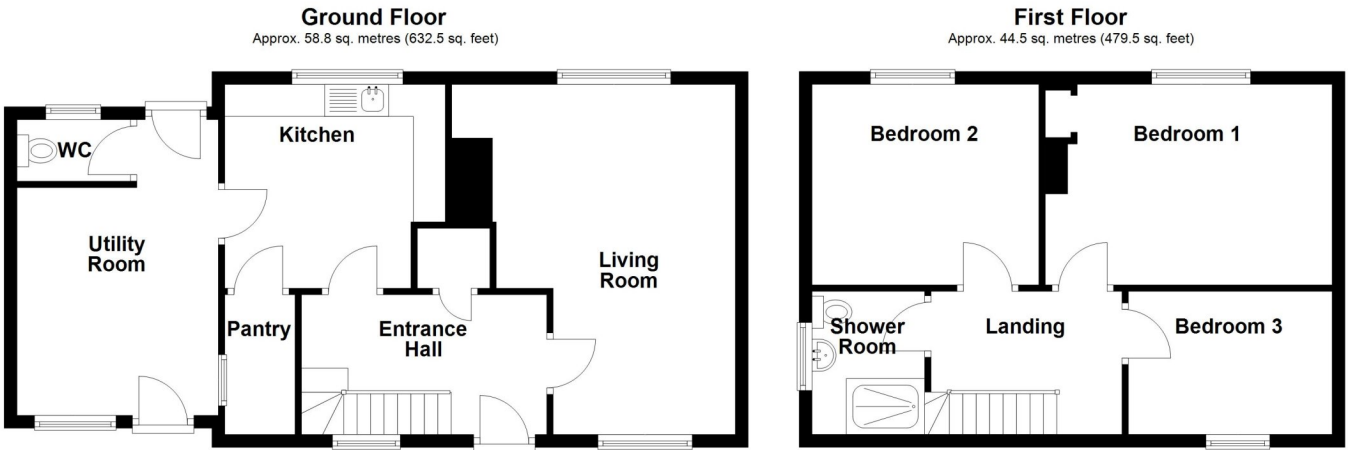 Ground Floor
Approx. 58.8 sq. metres (632.5 sq. feet)
WC
Kitchen
Utility
Room
Living
Room
Pantry
Entrance
Hall
First Floor
Approx. 44.5 sq. metres (479.5 sq. feet)
Bedroom 2
Bedroom 1
Shower
Room
Landing
Bedroom 3